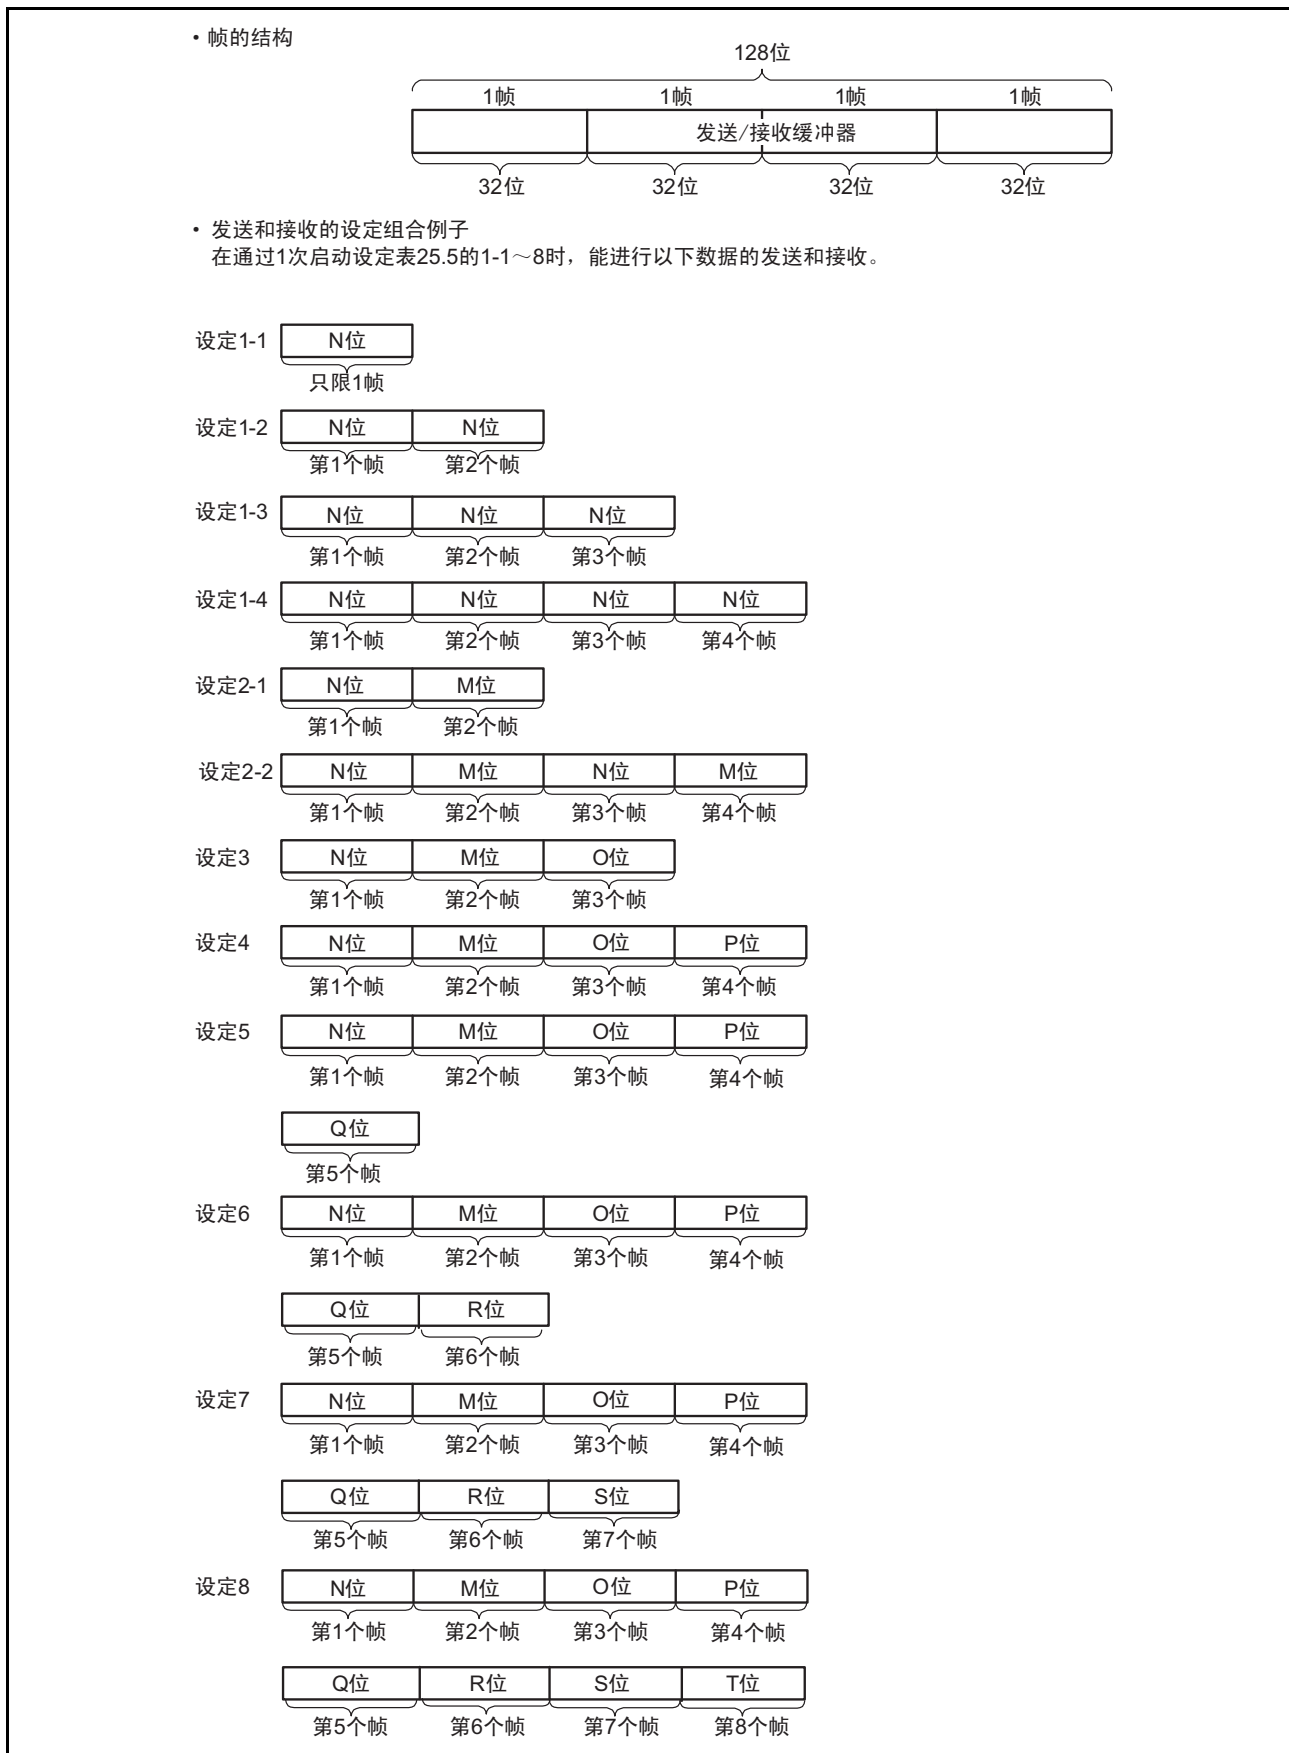 • 帧的结构
128位
1帧 1帧 1帧 1帧
发送/接收缓冲器
32位 32位 32位 32位
• 发送和接收的设定组合例子
在通过1次启动设定表25.5的1-1～8时，能进行以下数据的发送和接收。
设定1-1 N位
只限1帧
设定1-2 N位 N位
第1个帧 第2个帧
设定1-3 N位 N位 N位
第1个帧 第2个帧 第3个帧
设定1-4 N位 N位 N位 N位
第1个帧 第2个帧 第3个帧 第4个帧
设定2-1 N位 M位
第1个帧 第2个帧
设定2-2 N位 M位 N位 M位
第1个帧 第2个帧 第3个帧 第4个帧
设定3 N位 M位 O位
第1个帧 第2个帧 第3个帧
设定4 N位 M位 O位 P位
第1个帧 第2个帧 第3个帧 第4个帧
设定5 N位 M位 O位 P位
第1个帧 第2个帧 第3个帧 第4个帧
Q位
第5个帧
设定6 N位 M位 O位 P位
第1个帧 第2个帧 第3个帧 第4个帧
Q位 R位
第5个帧 第6个帧
设定7 N位 M位 O位 P位
第1个帧 第2个帧 第3个帧 第4个帧
Q位 R位 S位
第5个帧 第6个帧 第7个帧
设定8 N位 M位 O位 P位
第1个帧 第2个帧 第3个帧 第4个帧
Q位 R位 S位 T位
第5个帧 第6个帧 第7个帧 第8个帧